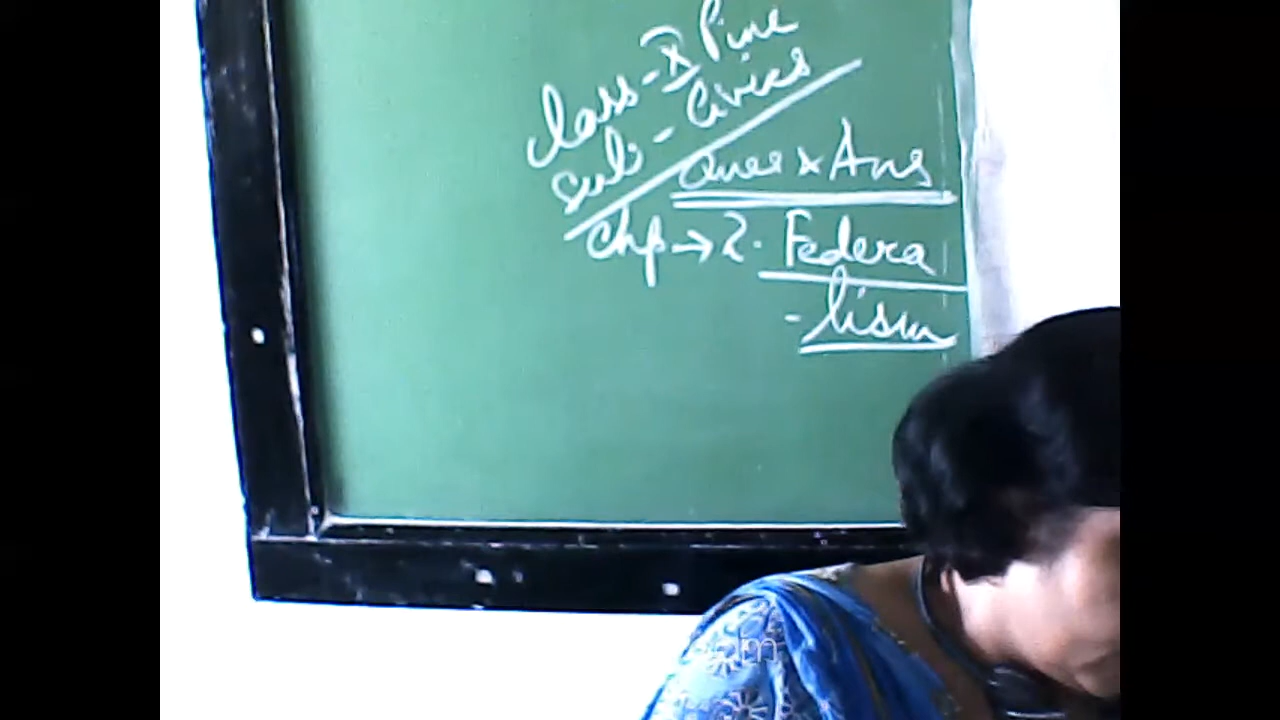 Class - X Pine
Sub - Civics
Ques & Ans
Chp → 2. Federa
- lism